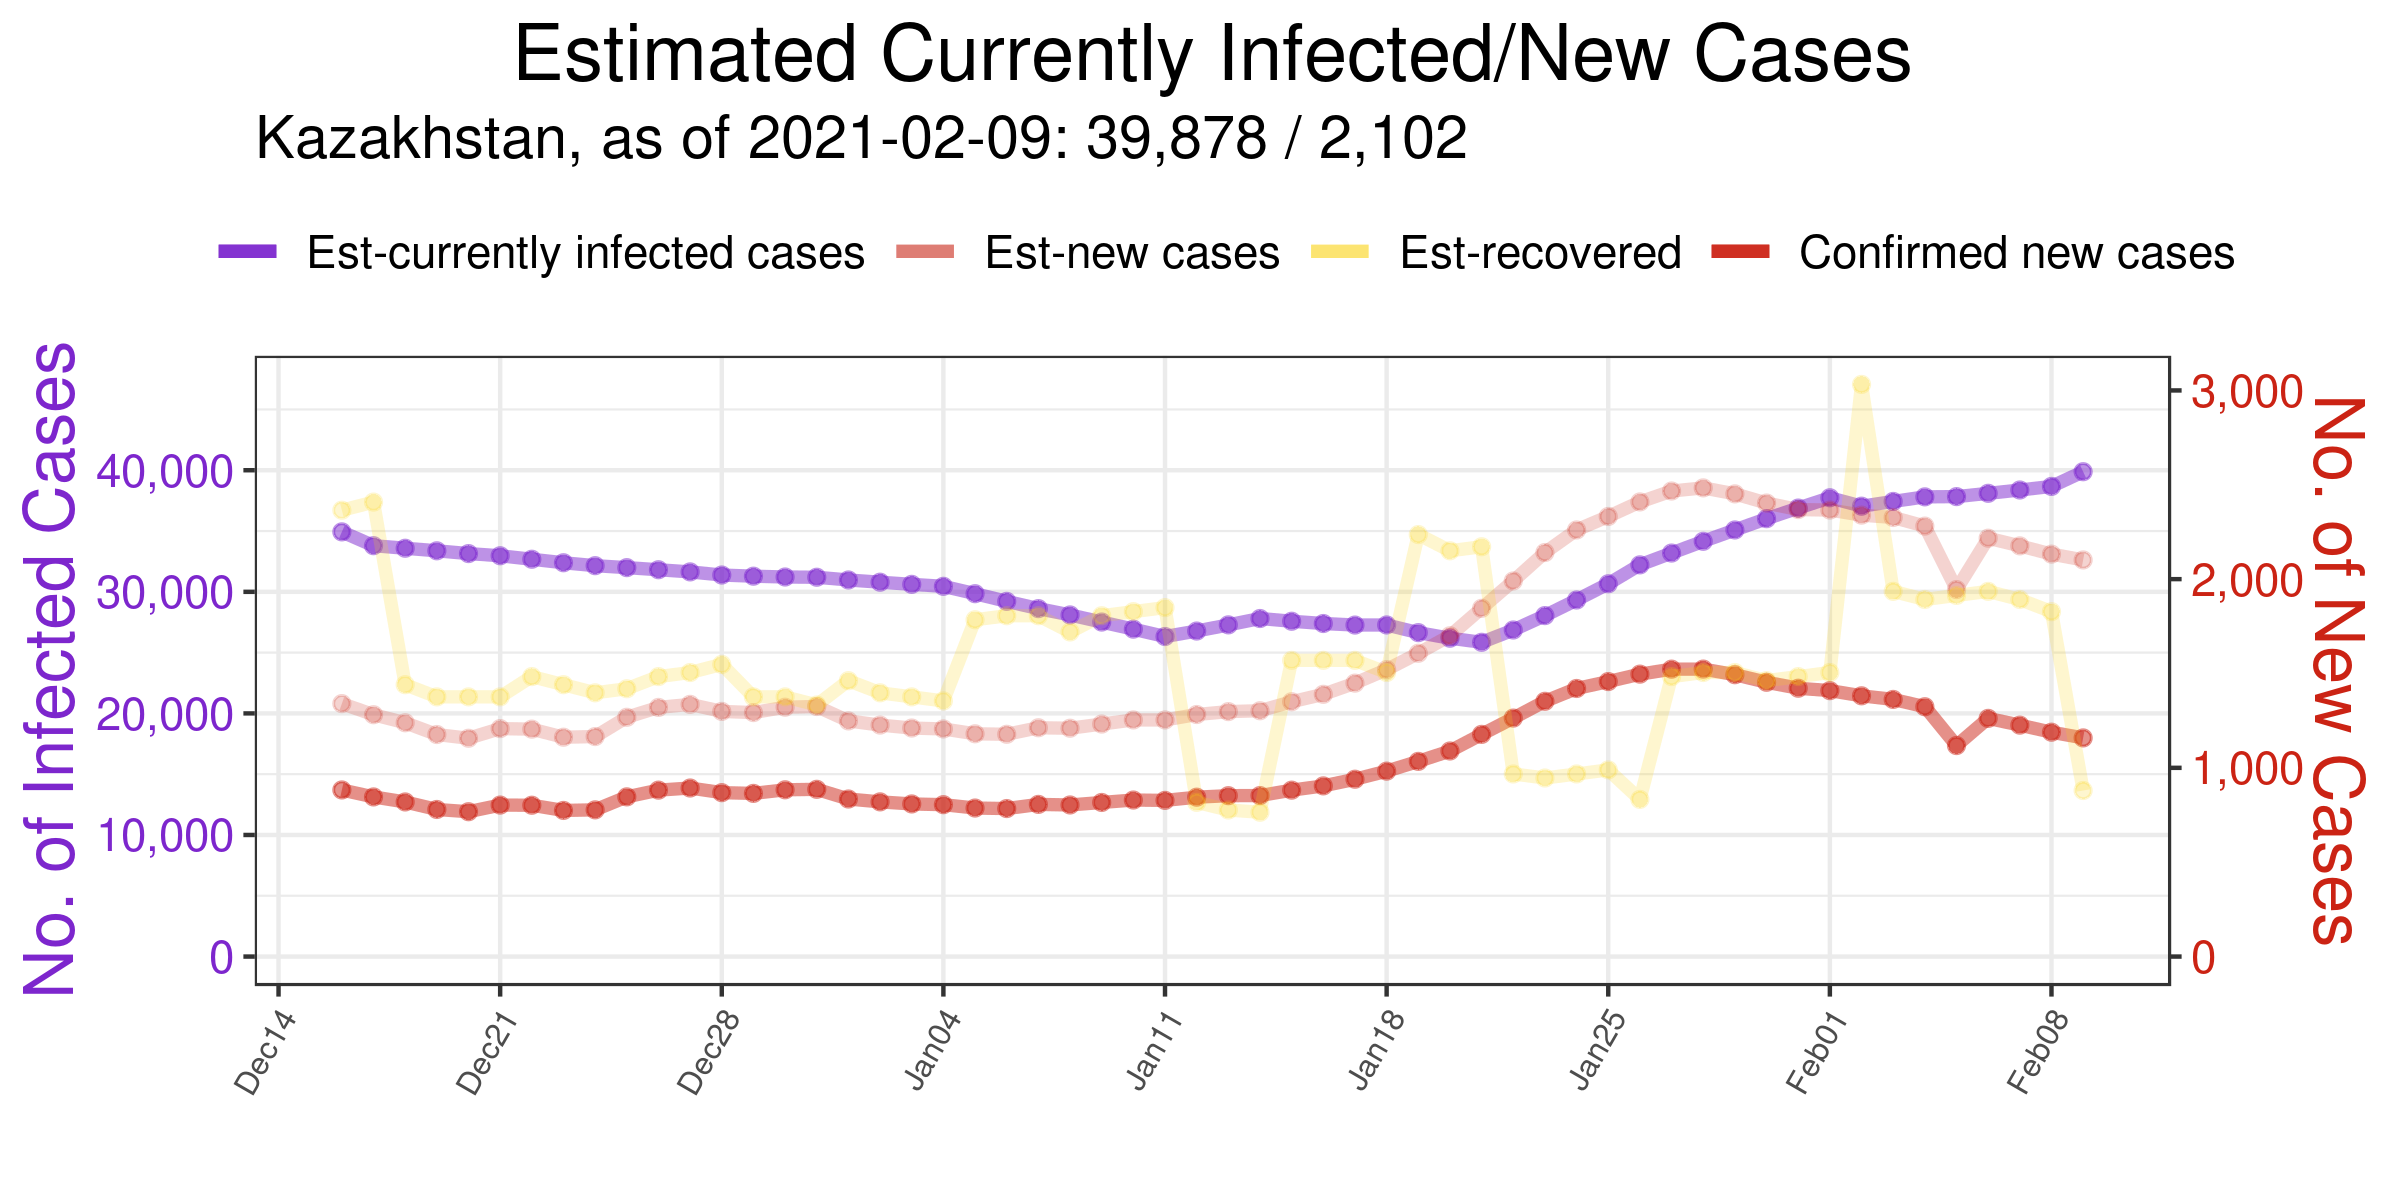 Estimated Currently Infected/New Cases
Kazakhstan, as of 2021-02-09: 39,878 / 2,102
Est-currently infected cases Est-new cases Est-recovered Confirmed new cases
No. of Infected Cases
40,000
30,000
20,000
10,000
0
3,000
2,000
1,000
0
No. of New Cases
Dec14 Dec21 Dec28 Jan04 Jan11 Jan18 Jan25 Feb01 Feb08